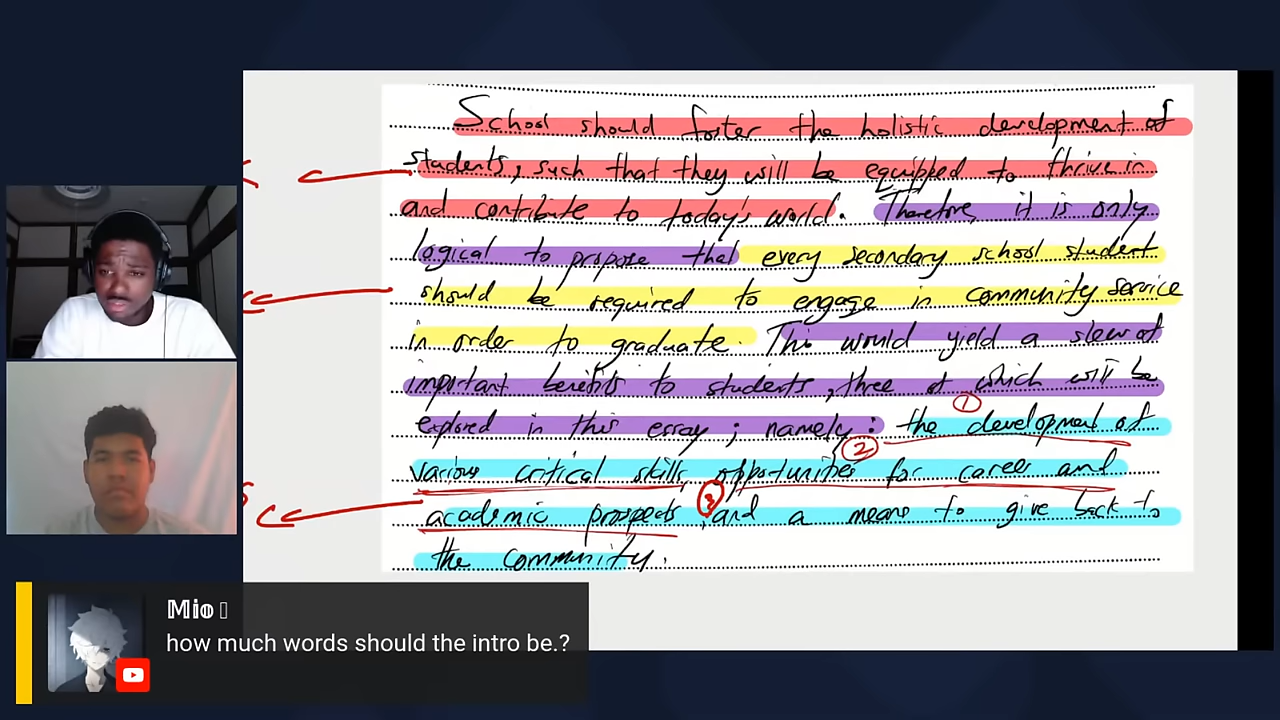 School should foster the holistic development of
students, such that they will be equipped to thrive in
and contribute to today's world. Therefore, it is only
logical to propose that every secondary school student
should be required to engage in community service
in order to graduate. This would yield a slew of
important benefits to students, three of which will be
explored in this essay; namely: the development of
various critical skills, opportunities for career and
academic prospects, and a means to give back to
the community.
1
2
3
Mio
how much words should the intro be.?